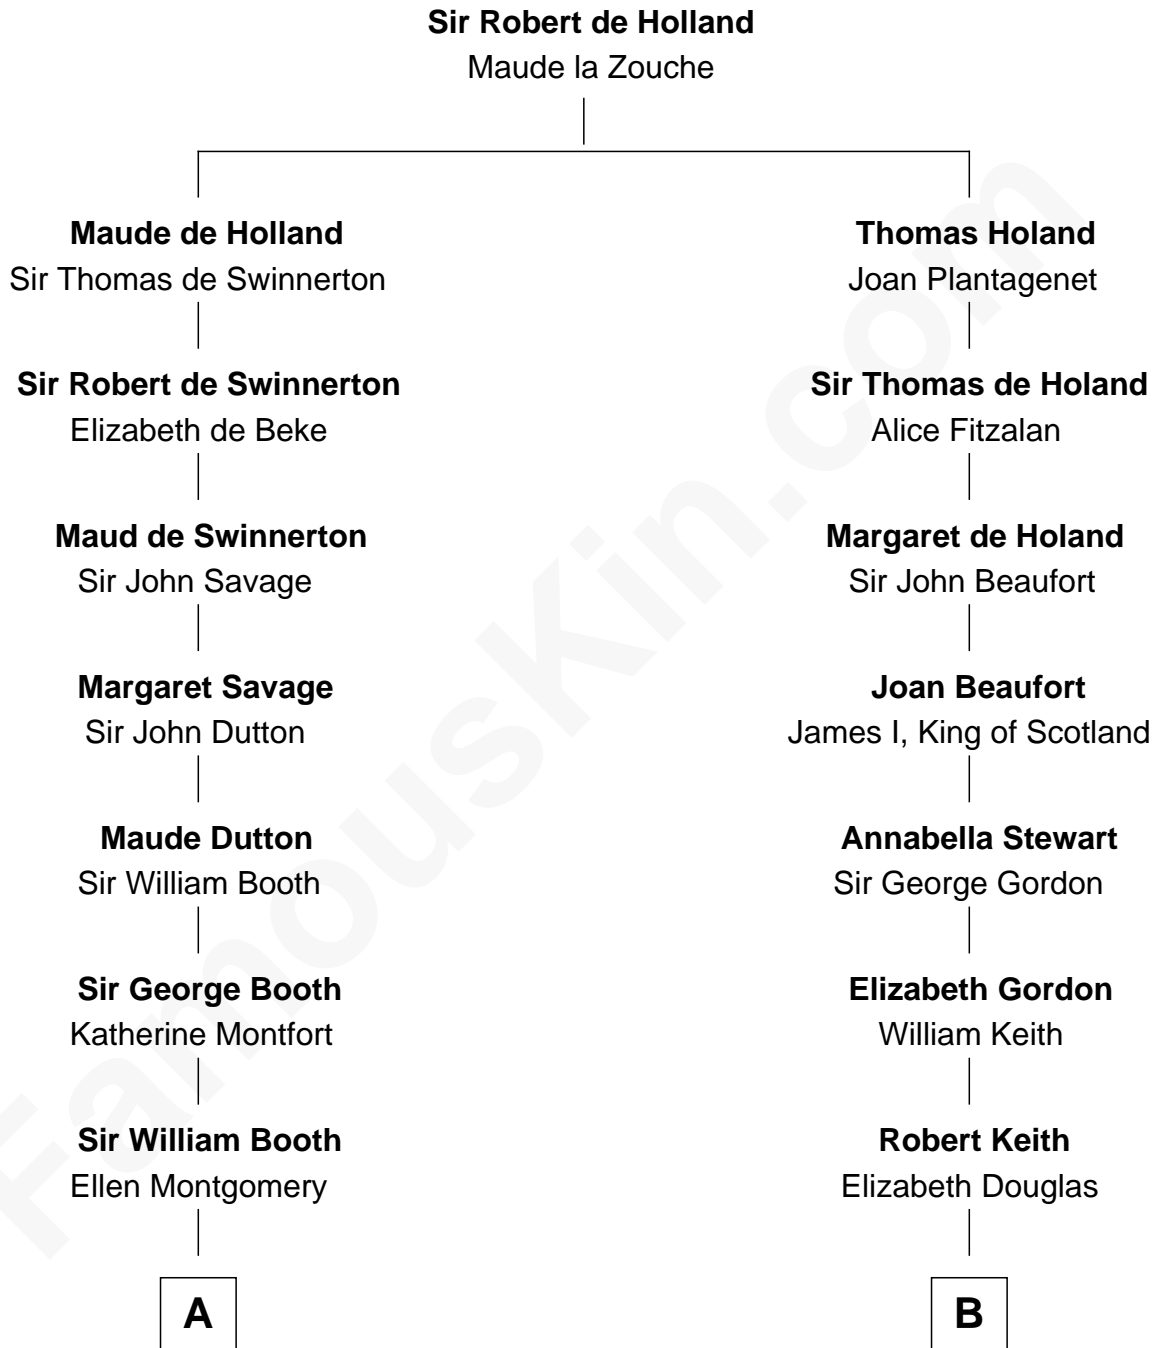 Sir Robert de Holland
Maude la Zouche
Maude de Holland
Sir Thomas de Swinnerton
Sir Robert de Swinnerton
Elizabeth de Beke
Maud de Swinnerton
Sir John Savage
Margaret Savage
Sir John Dutton
Maude Dutton
Sir William Booth
Sir George Booth
Katherine Montfort
Sir William Booth
Ellen Montgomery
A
Thomas Holand
Joan Plantagenet
Sir Thomas de Holand
Alice Fitzalan
Margaret de Holand
Sir John Beaufort
Joan Beaufort
James I, King of Scotland
Annabella Stewart
Sir George Gordon
Elizabeth Gordon
William Keith
Robert Keith
Elizabeth Douglas
B
FamousKin.com